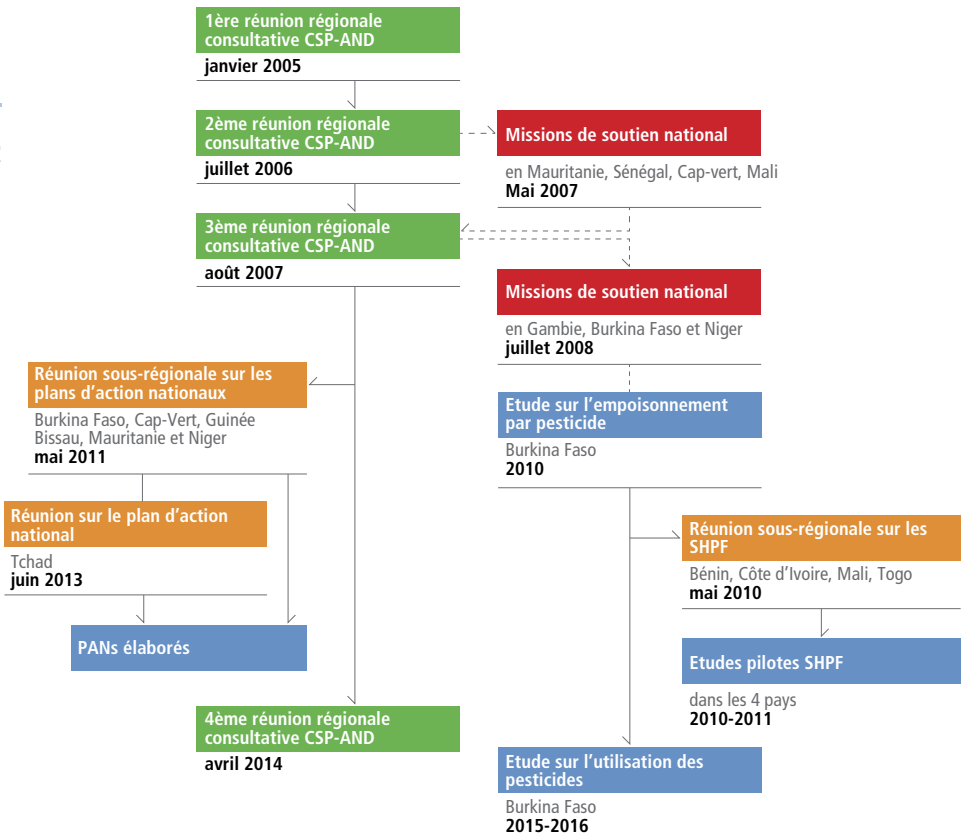 1ère réunion régionale
consultative CSP-AND
janvier 2005
2ème réunion régionale
consultative CSP-AND
juillet 2006
Missions de soutien national
en Mauritanie, Sénégal, Cap-vert, Mali
Mai 2007
3ème réunion régionale
consultative CSP-AND
août 2007
Missions de soutien national
en Gambie, Burkina Faso et Niger
juillet 2008
Réunion sous-régionale sur les
plans d'action nationaux
Burkina Faso, Cap-Vert, Guinée
Bissau, Mauritanie et Niger
mai 2011
Etude sur l'empoisonnement
par pesticide
Burkina Faso
2010
Réunion sur le plan d'action
national
Tchad
juin 2013
Réunion sous-régionale sur les
SHPF
Bénin, Côte d'Ivoire, Mali, Togo
mai 2010
PANs élaborés
Etudes pilotes SHPF
dans les 4 pays
2010-2011
4ème réunion régionale
consultative CSP-AND
avril 2014
Etude sur l'utilisation des
pesticides
Burkina Faso
2015-2016